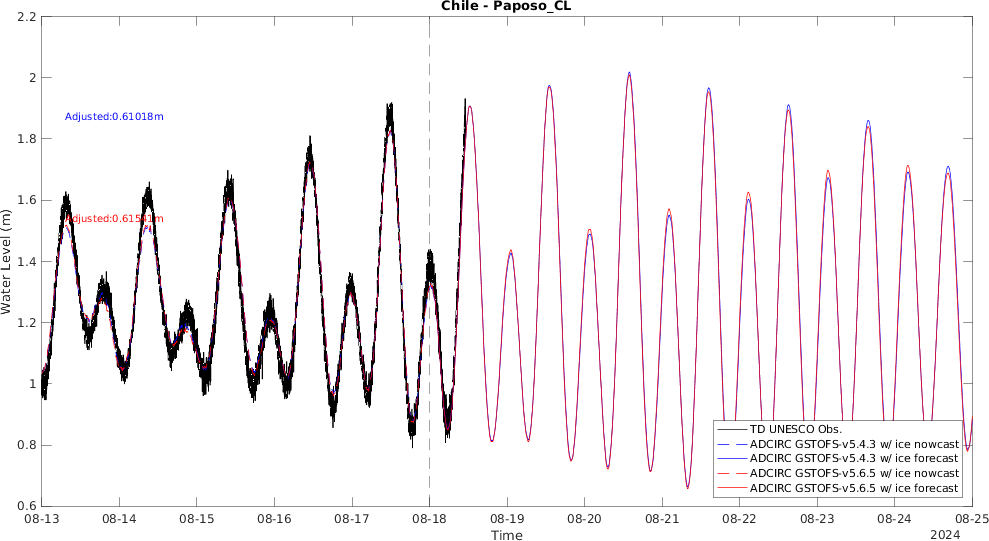 Chile - Paposo_CL
2.2
2
1.8
1.6
1.4
1.2
1
0.8
0.6
Water Level (m)
Adjusted:0.61018m
Adjusted:0.61541m
TD UNESCO Obs.
ADCIRC GSTOFS-v5.4.3 w/ ice nowcast
ADCIRC GSTOFS-v5.4.3 w/ ice forecast
ADCIRC GSTOFS-v5.6.5 w/ ice nowcast
ADCIRC GSTOFS-v5.6.5 w/ ice forecast
08-13 08-14 08-15 08-16 08-17 08-18 08-19 08-20 08-21 08-22 08-23 08-24 08-25
Time
2024